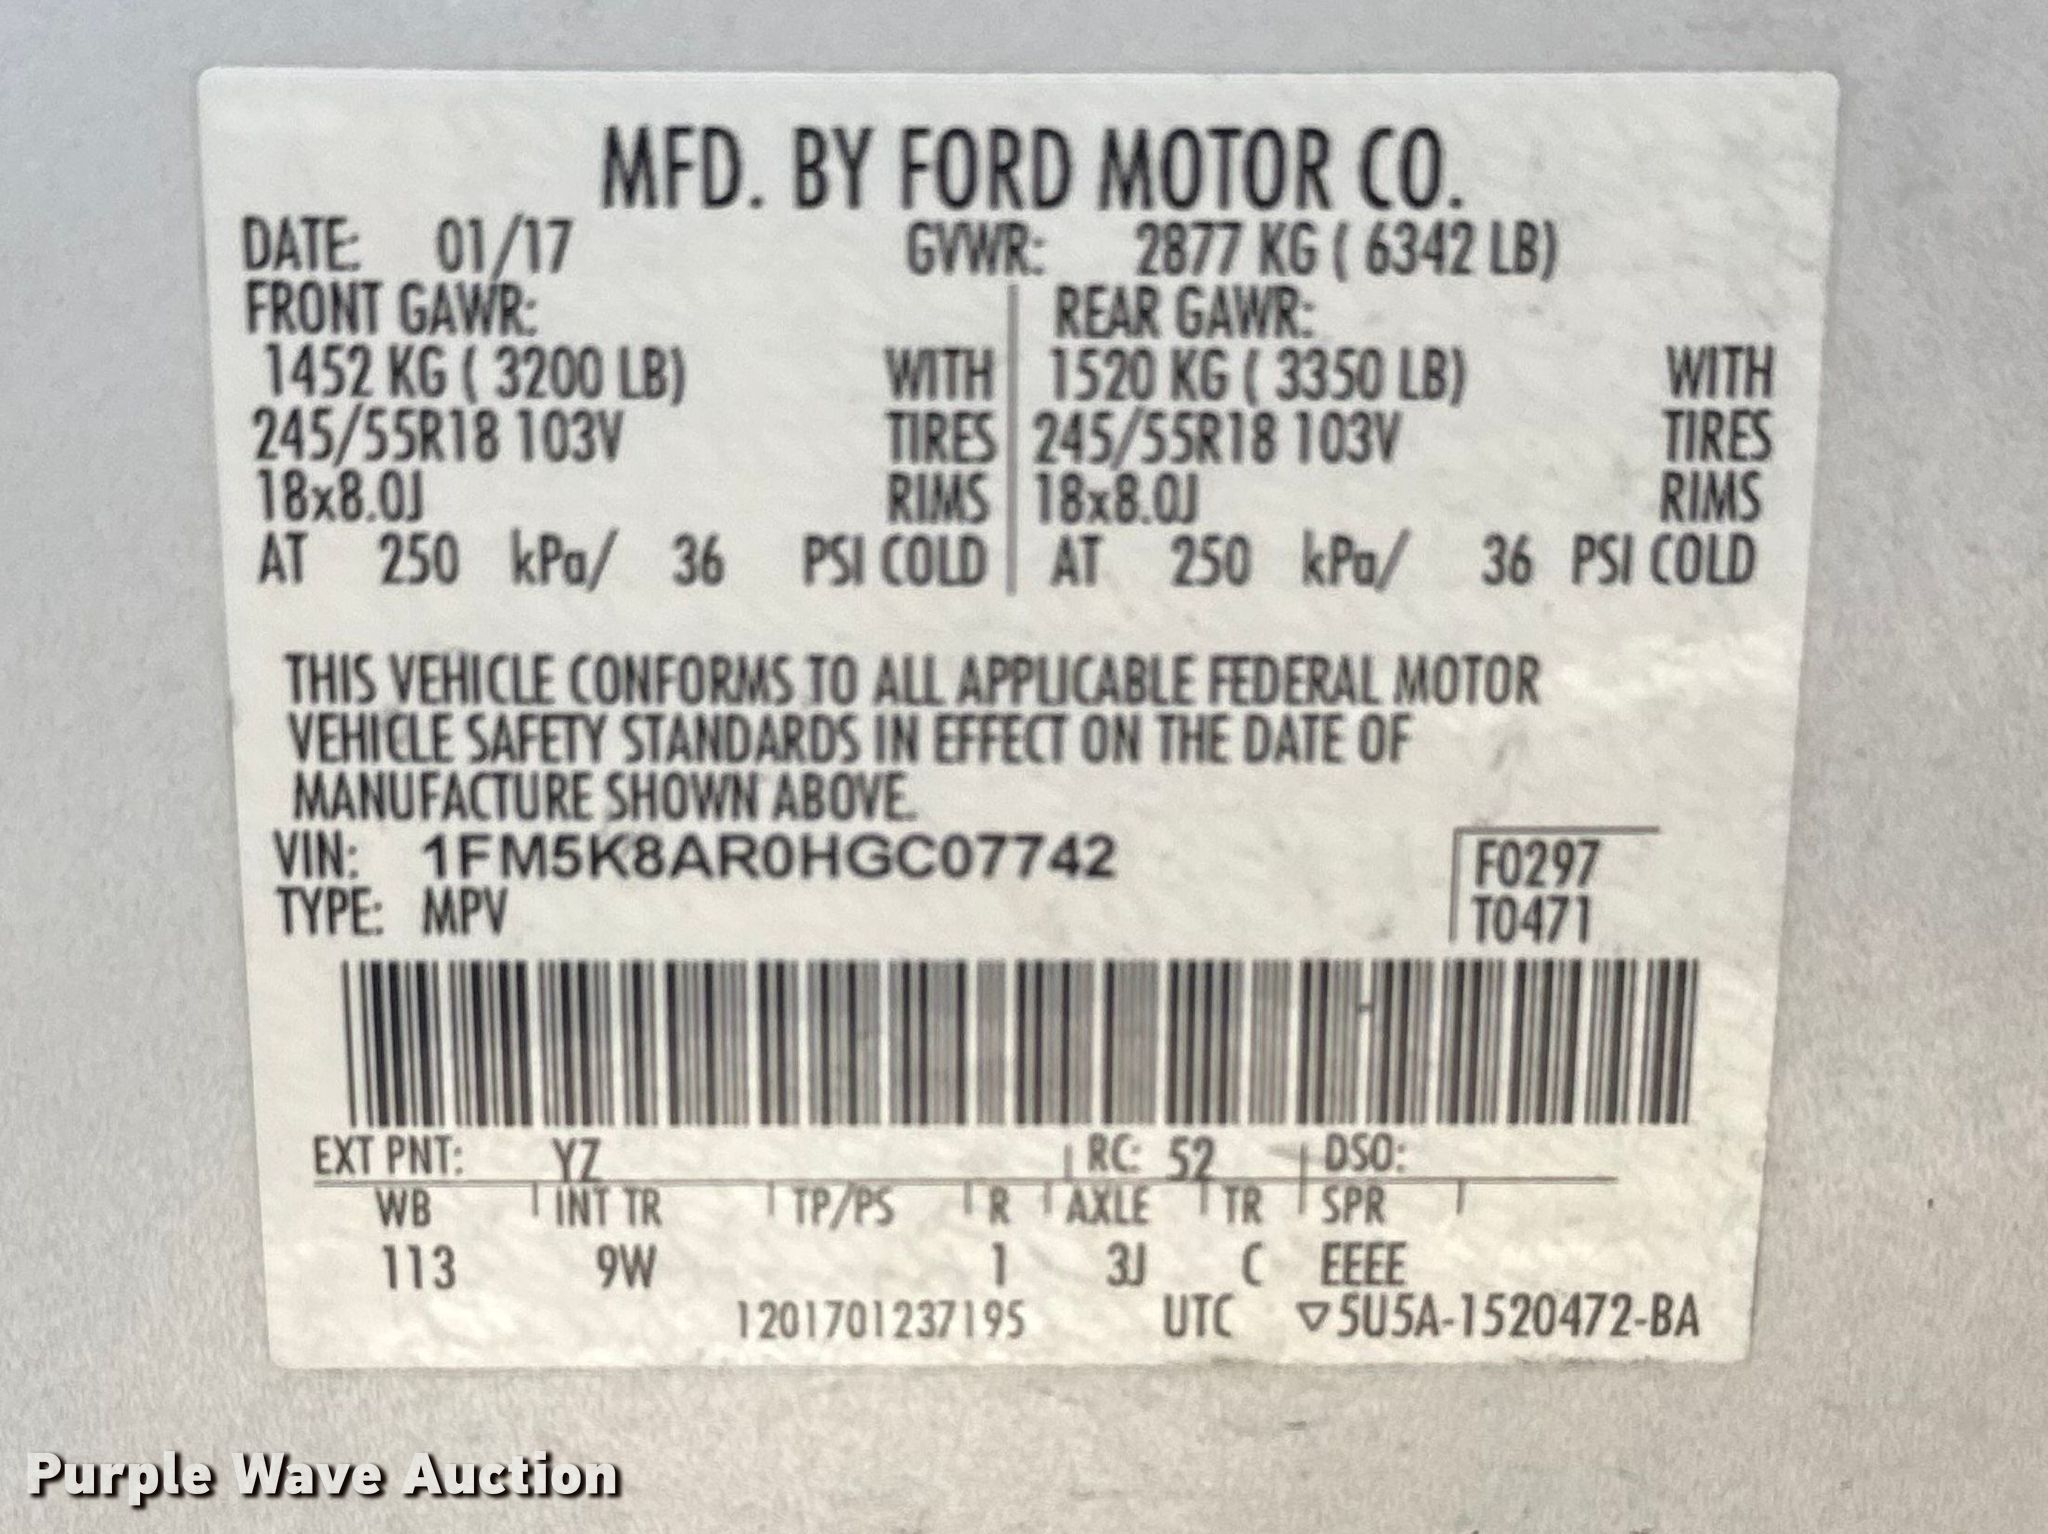 MFD. BY FORD MOTOR CO.
DATE: 01/17 GVWR: 2877 KG ( 6342 LB)
FRONT GAWR: REAR GAWR:
1452 KG ( 3200 LB) WITH 1520 KG ( 3350 LB) WITH
245/55R18 103V TIRES 245/55R18 103V TIRES
18x8.0J RIMS 18x8.0J RIMS
AT 250 kPa/ 36 PSI COLD AT 250 kPa/ 36 PSI COLD
THIS VEHICLE CONFORMS TO ALL APPLICABLE FEDERAL MOTOR
VEHICLE SAFETY STANDARDS IN EFFECT ON THE DATE OF
MANUFACTURE SHOWN ABOVE.
VIN: 1FM5K8AR0HGC07742 F0297
TYPE: MPV T0471
EXT PNT: YZ RC: 52 DSO:
WB INT TR TP/PS R AXLE TR SPR
113 9W 1 3J C EEEE
1201701237195 UTC ▽5U5A-1520472-BA
Purple Wave Auction